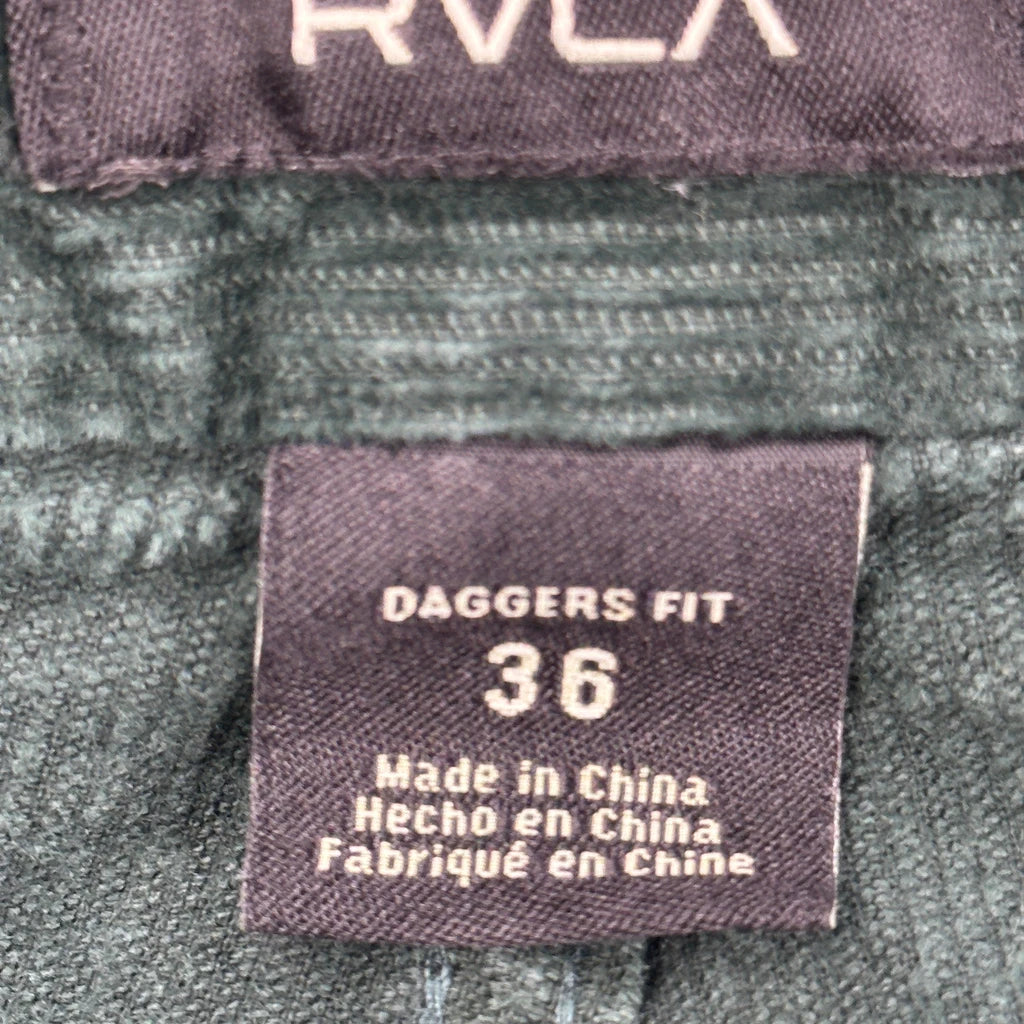 RVCA
DAGGERS FIT
36
Made in China
Hecho en China
Fabriqué en Chine